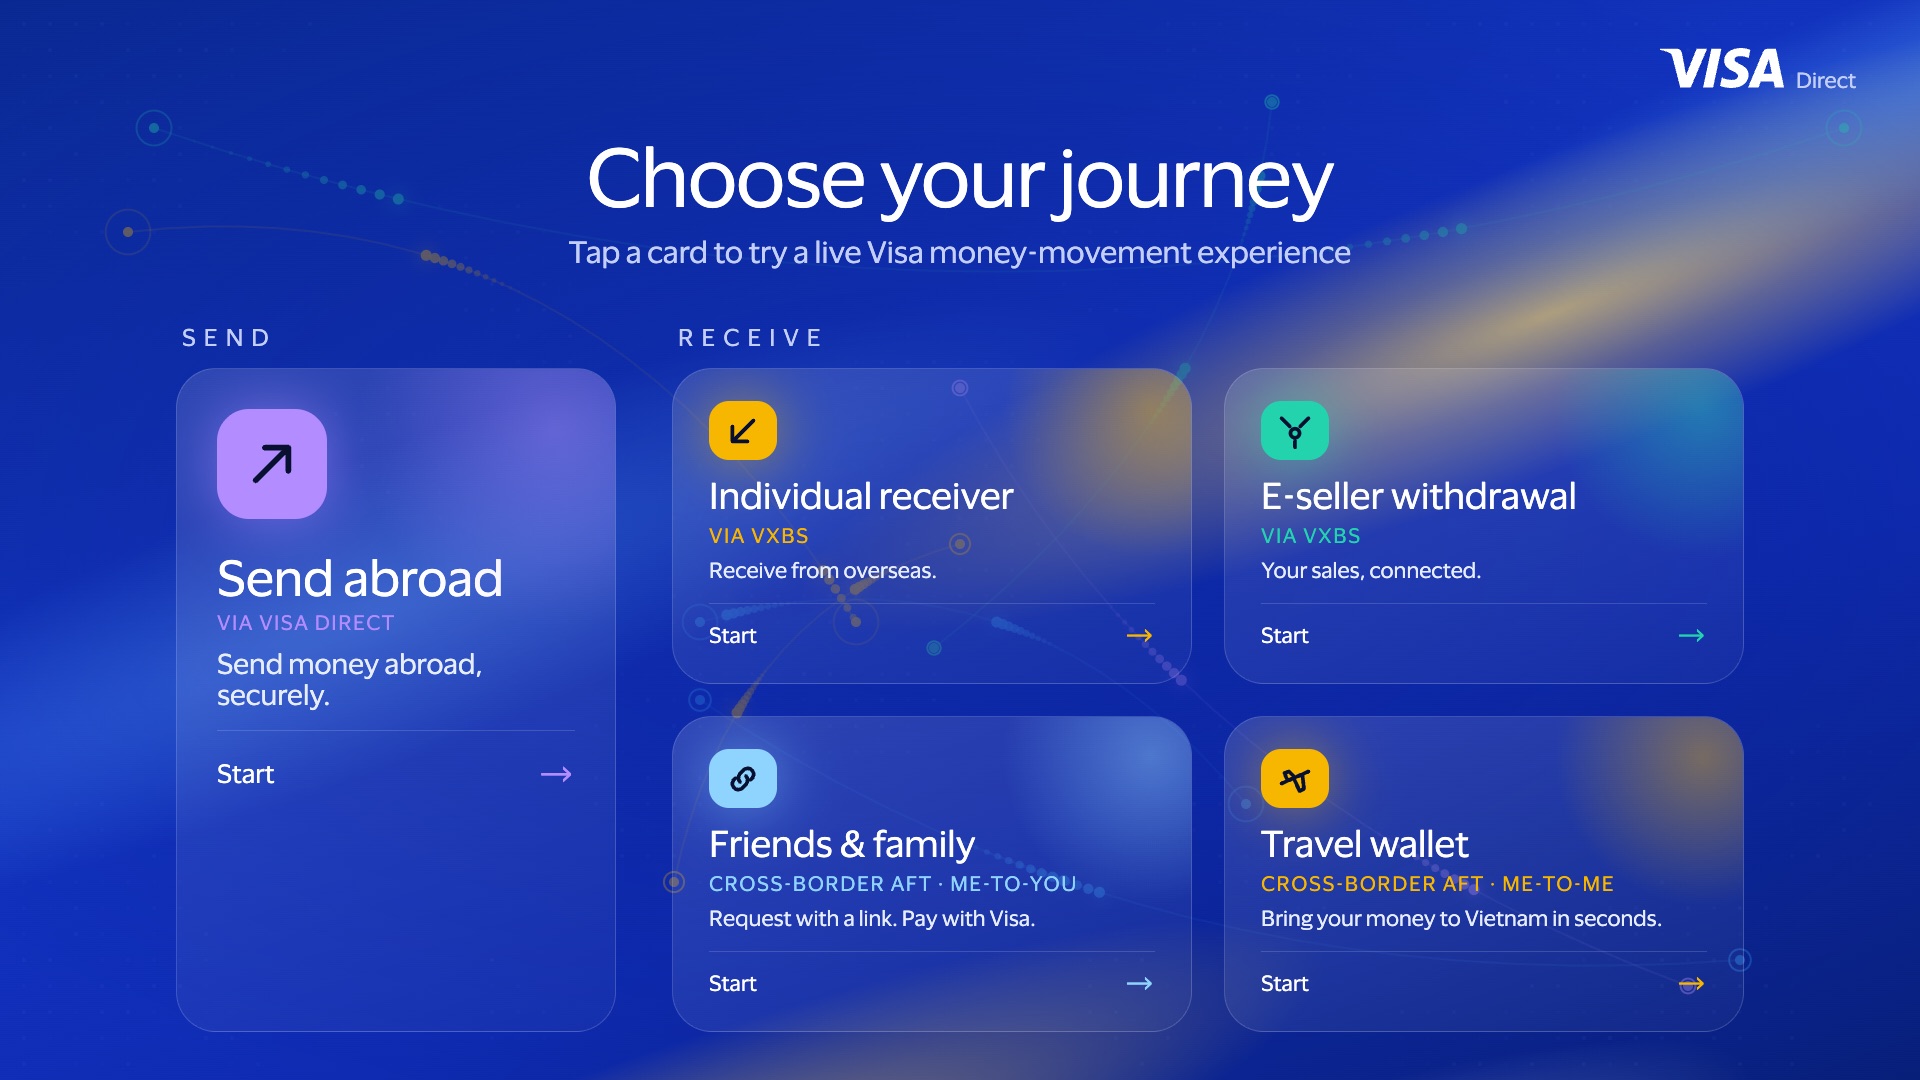 VISA Direct
Choose your journey
Tap a card to try a live Visa money-movement experience
SEND
Send abroad
VIA VISA DIRECT
Send money abroad,
securely.
Start
RECEIVE
Individual receiver
VIA VXBS
Receive from overseas.
Start
E-seller withdrawal
VIA VXBS
Your sales, connected.
Start
Friends & family
CROSS-BORDER AFT · ME-TO-YOU
Request with a link. Pay with Visa.
Start
Travel wallet
CROSS-BORDER AFT · ME-TO-ME
Bring your money to Vietnam in seconds.
Start